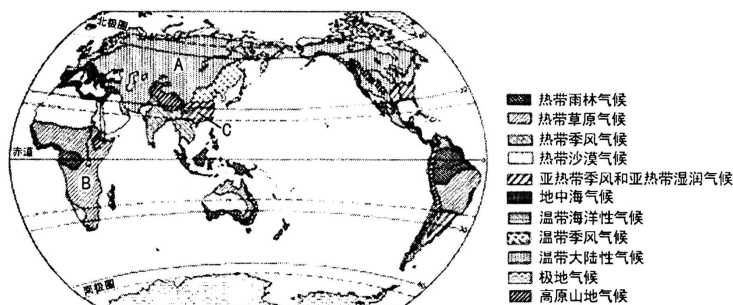 北极圈
A
C
赤道
B
南极圈
热带雨林气候
热带草原气候
热带季风气候
热带沙漠气候
亚热带季风和亚热带湿润气候
地中海气候
温带海洋性气候
温带季风气候
温带大陆性气候
极地气候
高原山地气候